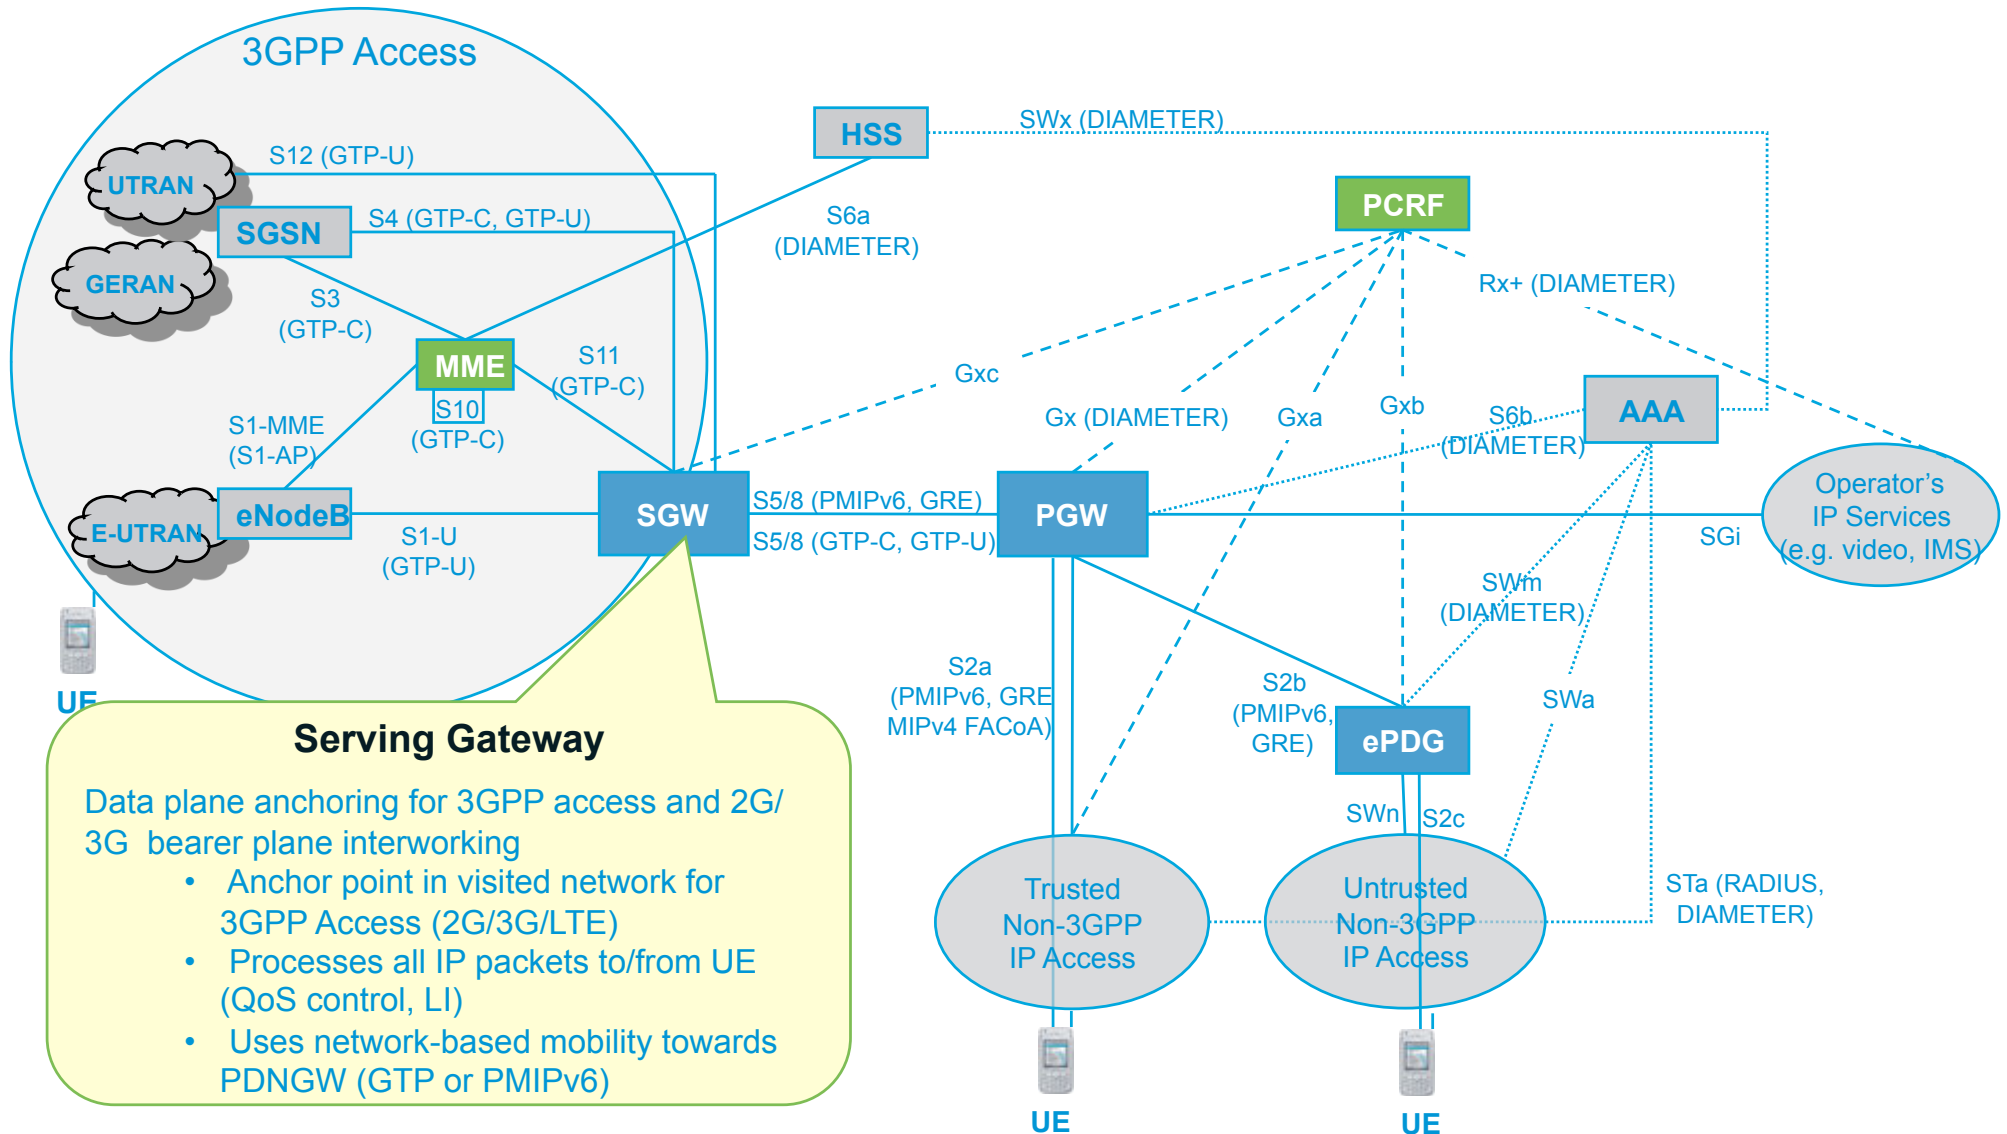 3GPP Access
HSS
SWx (DIAMETER)
S12 (GTP-U)
UTRAN
PCRF
S4 (GTP-C, GTP-U)
SGSN
S6a
(DIAMETER)
GERAN
Rx+ (DIAMETER)
S3
(GTP-C)
MME
S11
(GTP-C)
Gxc
S10
(GTP-C)
Gx (DIAMETER)
Gxa
Gxb
S6b
(DIAMETER)
AAA
S1-MME
(S1-AP)
E-UTRAN
eNodeB
S1-U
(GTP-U)
SGW
S5/8 (PMIPv6, GRE)
S5/8 (GTP-C, GTP-U)
PGW
SGi
Operator’s
IP Services
(e.g. video, IMS)
SWm
(DIAMETER)
UE
S2a
(PMIPv6, GRE
MIPv4 FACoA)
S2b
(PMIPv6,
GRE)
SWa
ePDG
SWn
S2c
Serving Gateway
Data plane anchoring for 3GPP access and 2G/
3G bearer plane interworking
• Anchor point in visited network for
3GPP Access (2G/3G/LTE)
• Processes all IP packets to/from UE
(QoS control, LI)
• Uses network-based mobility towards
PDNGW (GTP or PMIPv6)
Trusted
Non-3GPP
IP Access
Untrusted
Non-3GPP
IP Access
STa (RADIUS,
DIAMETER)
UE
UE